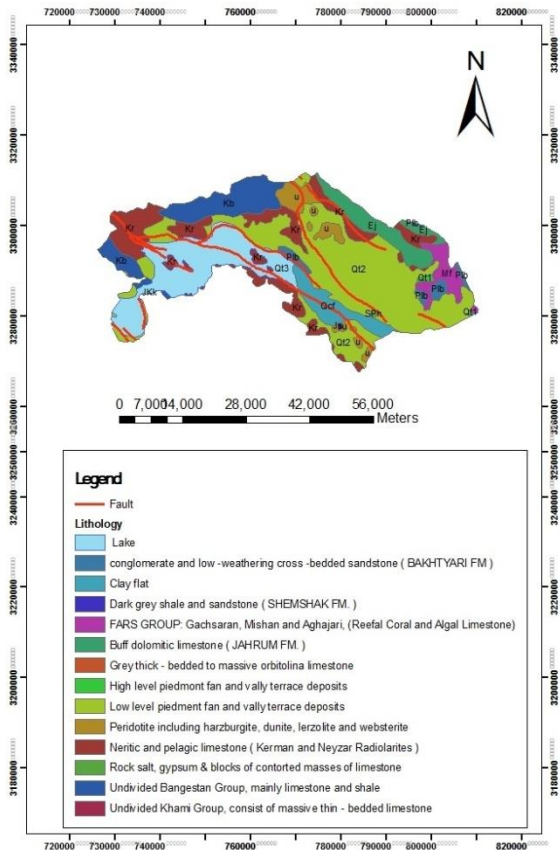 720000 730000 740000 760000 780000 790000 800000 820000
N
3340000
3320000
3300000
3280000
3260000
3250000
3240000
3220000
3200000
3180000
Kb
Kr
Kr
Kr
Kb
JKk
Kr
Kr
u
u
u
Kr
Ej
Plb
Ej
Kr
Mf
Plb
Qt1
Plb
Plb
Qt1
Qt2
Plb
Qt3
Qcf
Kr
Kr
Qt2
u
u
0 7,00014,000 28,000 42,000 56,000
Meters
Legend
Fault
Lithology
Lake
conglomerate and low -weathering cross -bedded sandstone ( BAKHTYARI FM )
Clay flat
Dark grey shale and sandstone ( SHEMSHAK FM. )
FARS GROUP: Gachsaran, Mishan and Aghajari, (Reefal Coral and Algal Limestone)
Buff dolomitic limestone ( JAHRUM FM. )
Grey thick - bedded to massive orbitolina limestone
High level piedmont fan and vally terrace deposits
Low level piedment fan and vally terrace deposits
Peridotite including harzburgite, dunite, lerzolite and websterite
Neritic and pelagic limestone ( Kerman and Neyzar Radiolarites )
Rock salt, gypsum & blocks of contorted masses of limestone
Undivided Bangestan Group, mainly limestone and shale
Undivided Khami Group, consist of massive thin - bedded limestone
720000 730000 740000 760000 780000 790000 800000 820000